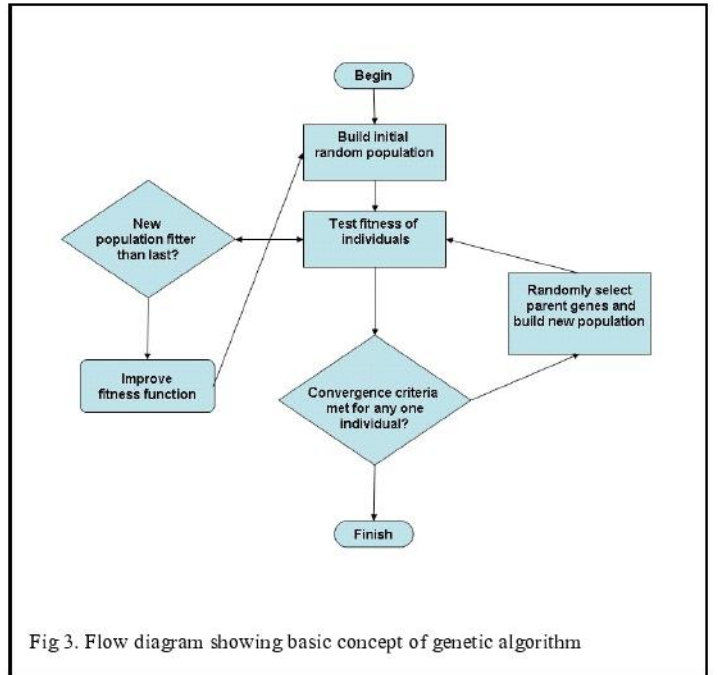 Begin
Build initial
random population
New
population fitter
than last?
Test fitness of
individuals
Randomly select
parent genes and
build new population
Improve
fitness function
Convergence criteria
met for any one
individual?
Finish
Fig 3. Flow diagram showing basic concept of genetic algorithm